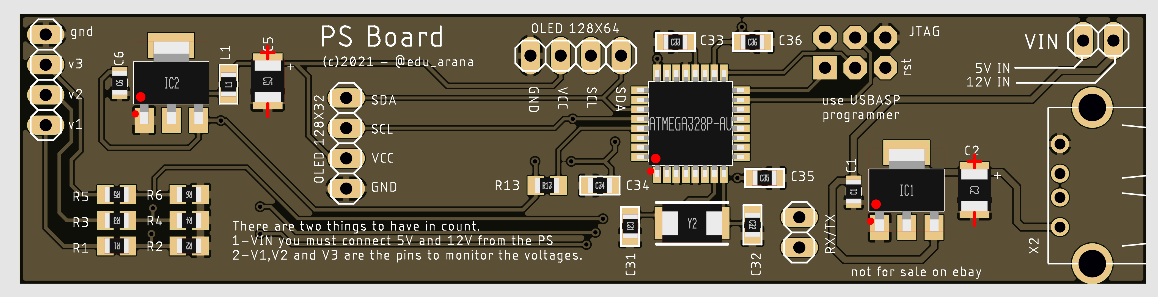 PS Board
(c)2021 - @edu_arana
gnd
v3
v2
v1
C6
IC2
L1
C5
+
OLED 128X32
SDA
SCL
VCC
GND
OLED 128X64
GND
VCC
SCL
SDA
C33
C36
ATMEGA328P-AU
JTAG
rst
use USBASP
programmer
VIN
5V IN
12V IN
R5
R6
R3
R4
R1
R2
R13
C34
C35
C31
Y2
C32
RX/TX
C1
IC1
C2
+
X2
There are two things to have in count.
1-VIN you must connect 5V and 12V from the PS
2-V1,V2 and V3 are the pins to monitor the voltages.
not for sale on ebay